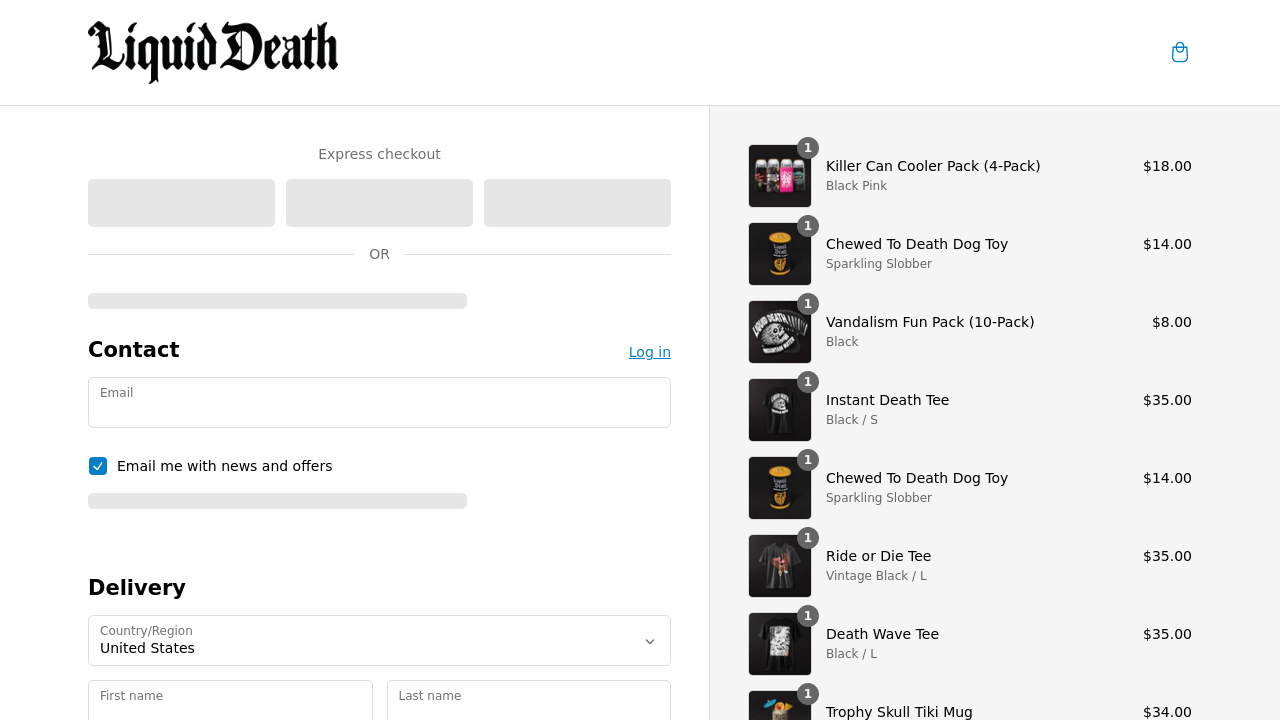 Liquid Death
Express checkout
OR
Contact
Log in
Email
Email me with news and offers
Delivery
Country/Region
United States
First name
Last name
1
Killer Can Cooler Pack (4-Pack)
$18.00
Black Pink
1
Chewed To Death Dog Toy
$14.00
Sparkling Slobber
1
Vandalism Fun Pack (10-Pack)
$8.00
Black
1
Instant Death Tee
$35.00
Black / S
1
Chewed To Death Dog Toy
$14.00
Sparkling Slobber
1
Ride or Die Tee
$35.00
Vintage Black / L
1
Death Wave Tee
$35.00
Black / L
1
Trophy Skull Tiki Mug
$34.00